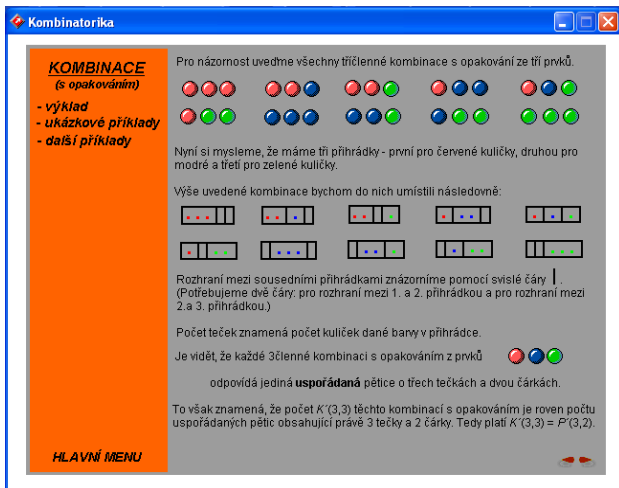 Kombinatorika
KOMBINACE
(s opakováním)
- výklad
- ukázkové příklady
- další příklady
HLAVNÍ MENU
Pro názornost uveďme všechny tříčlenné kombinace s opakování ze tří prvků.
Nyní si mysleme, že máme tři přihrádky - první pro červené kuličky, druhou pro
modré a třetí pro zelené kuličky.
Výše uvedené kombinace bychom do nich umístili následovně:
Rozhraní mezi sousedními přihrádkami znázorníme pomocí svislé čáry | .
(Potřebujeme dvě čáry: pro rozhraní mezi 1. a 2. přihrádkou a pro rozhraní mezi
2.a 3. přihrádkou.)
Počet teček znamená počet kuliček dané barvy v přihrádce.
Je vidět, že každé 3členné kombinaci s opakováním z prvků
odpovídá jediná uspořádaná pětice o třech tečkách a dvou čárkách.
To však znamená, že počet K´(3,3) těchto kombinací s opakováním je roven počtu
uspořádaných pětic obsahující právě 3 tečky a 2 čárky. Tedy platí K´(3,3) = P´(3,2).